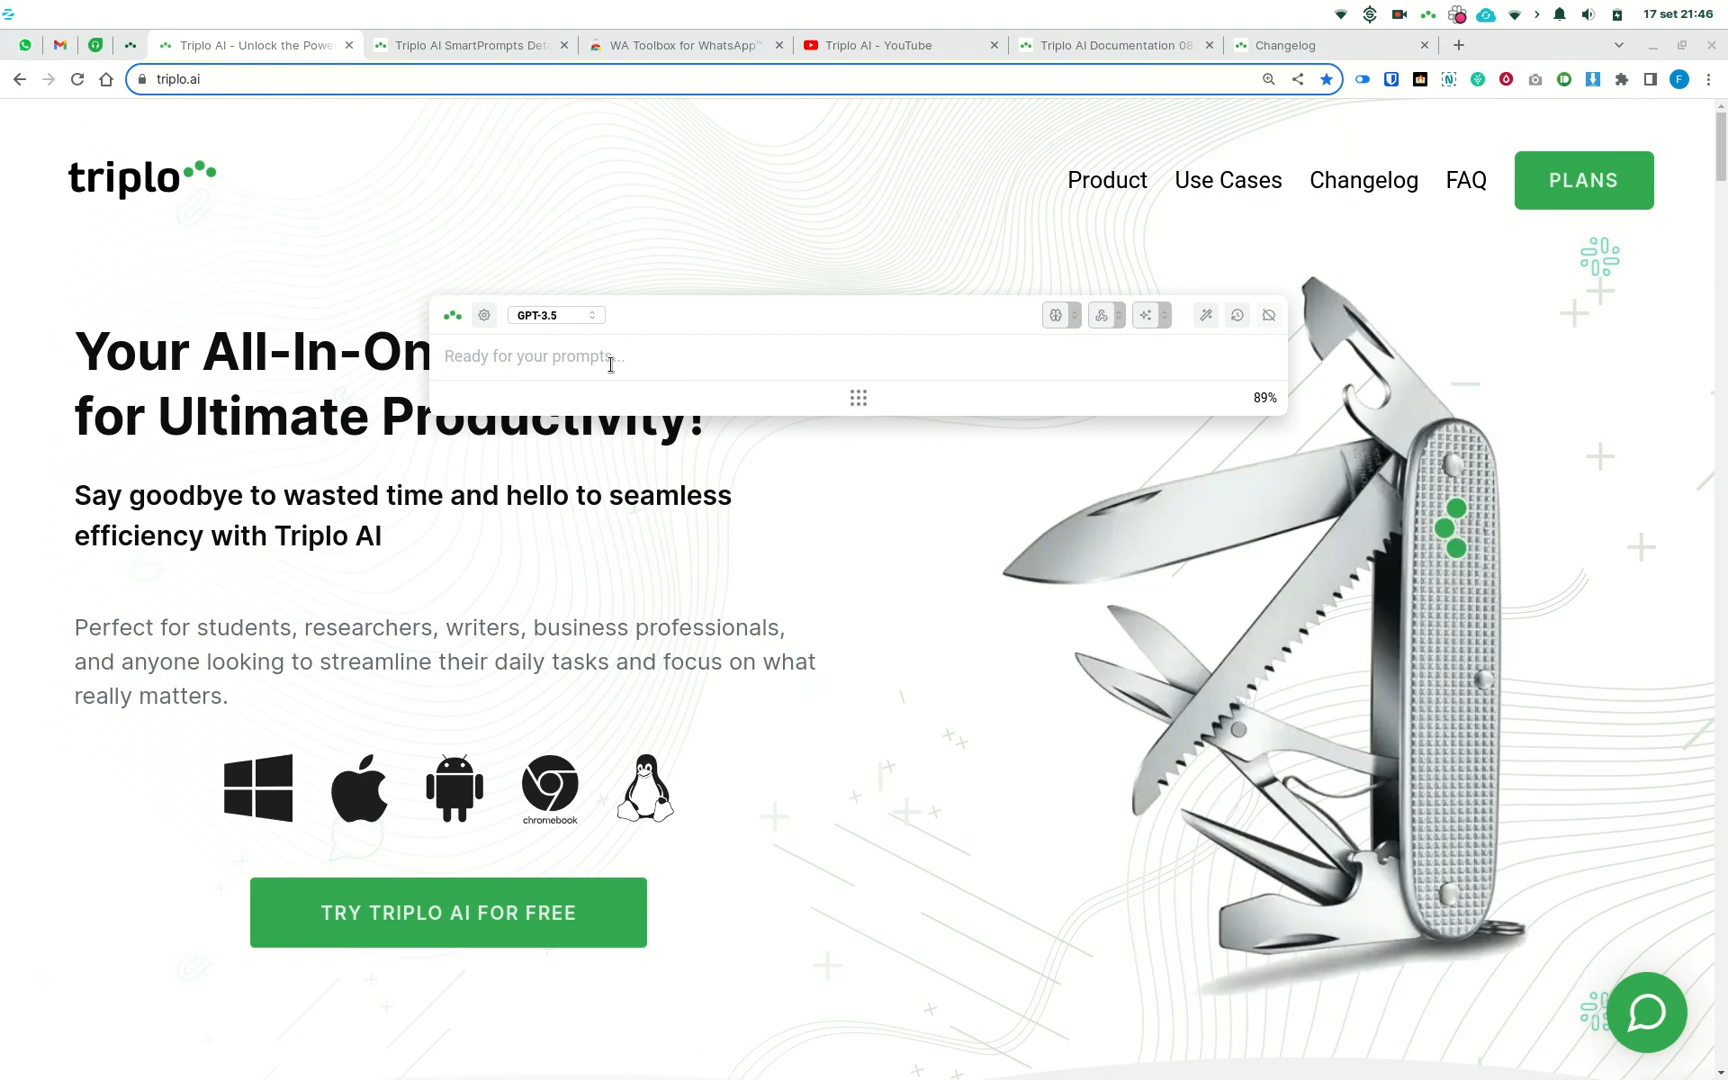 17 set 21:46
Triplo AI - Unlock the Powe
Triplo AI SmartPrompts Det
WA Toolbox for WhatsApp™
Triplo AI - YouTube
Triplo AI Documentation 08
Changelog
triplo.ai
F
triplo
Product
Use Cases
Changelog
FAQ
PLANS
GPT-3.5
Ready for your prompts...
89%
Your All-In-On
for Ultimate Productivity!
Say goodbye to wasted time and hello to seamless
efficiency with Triplo AI
Perfect for students, researchers, writers, business professionals,
and anyone looking to streamline their daily tasks and focus on what
really matters.
chromebook
TRY TRIPLO AI FOR FREE